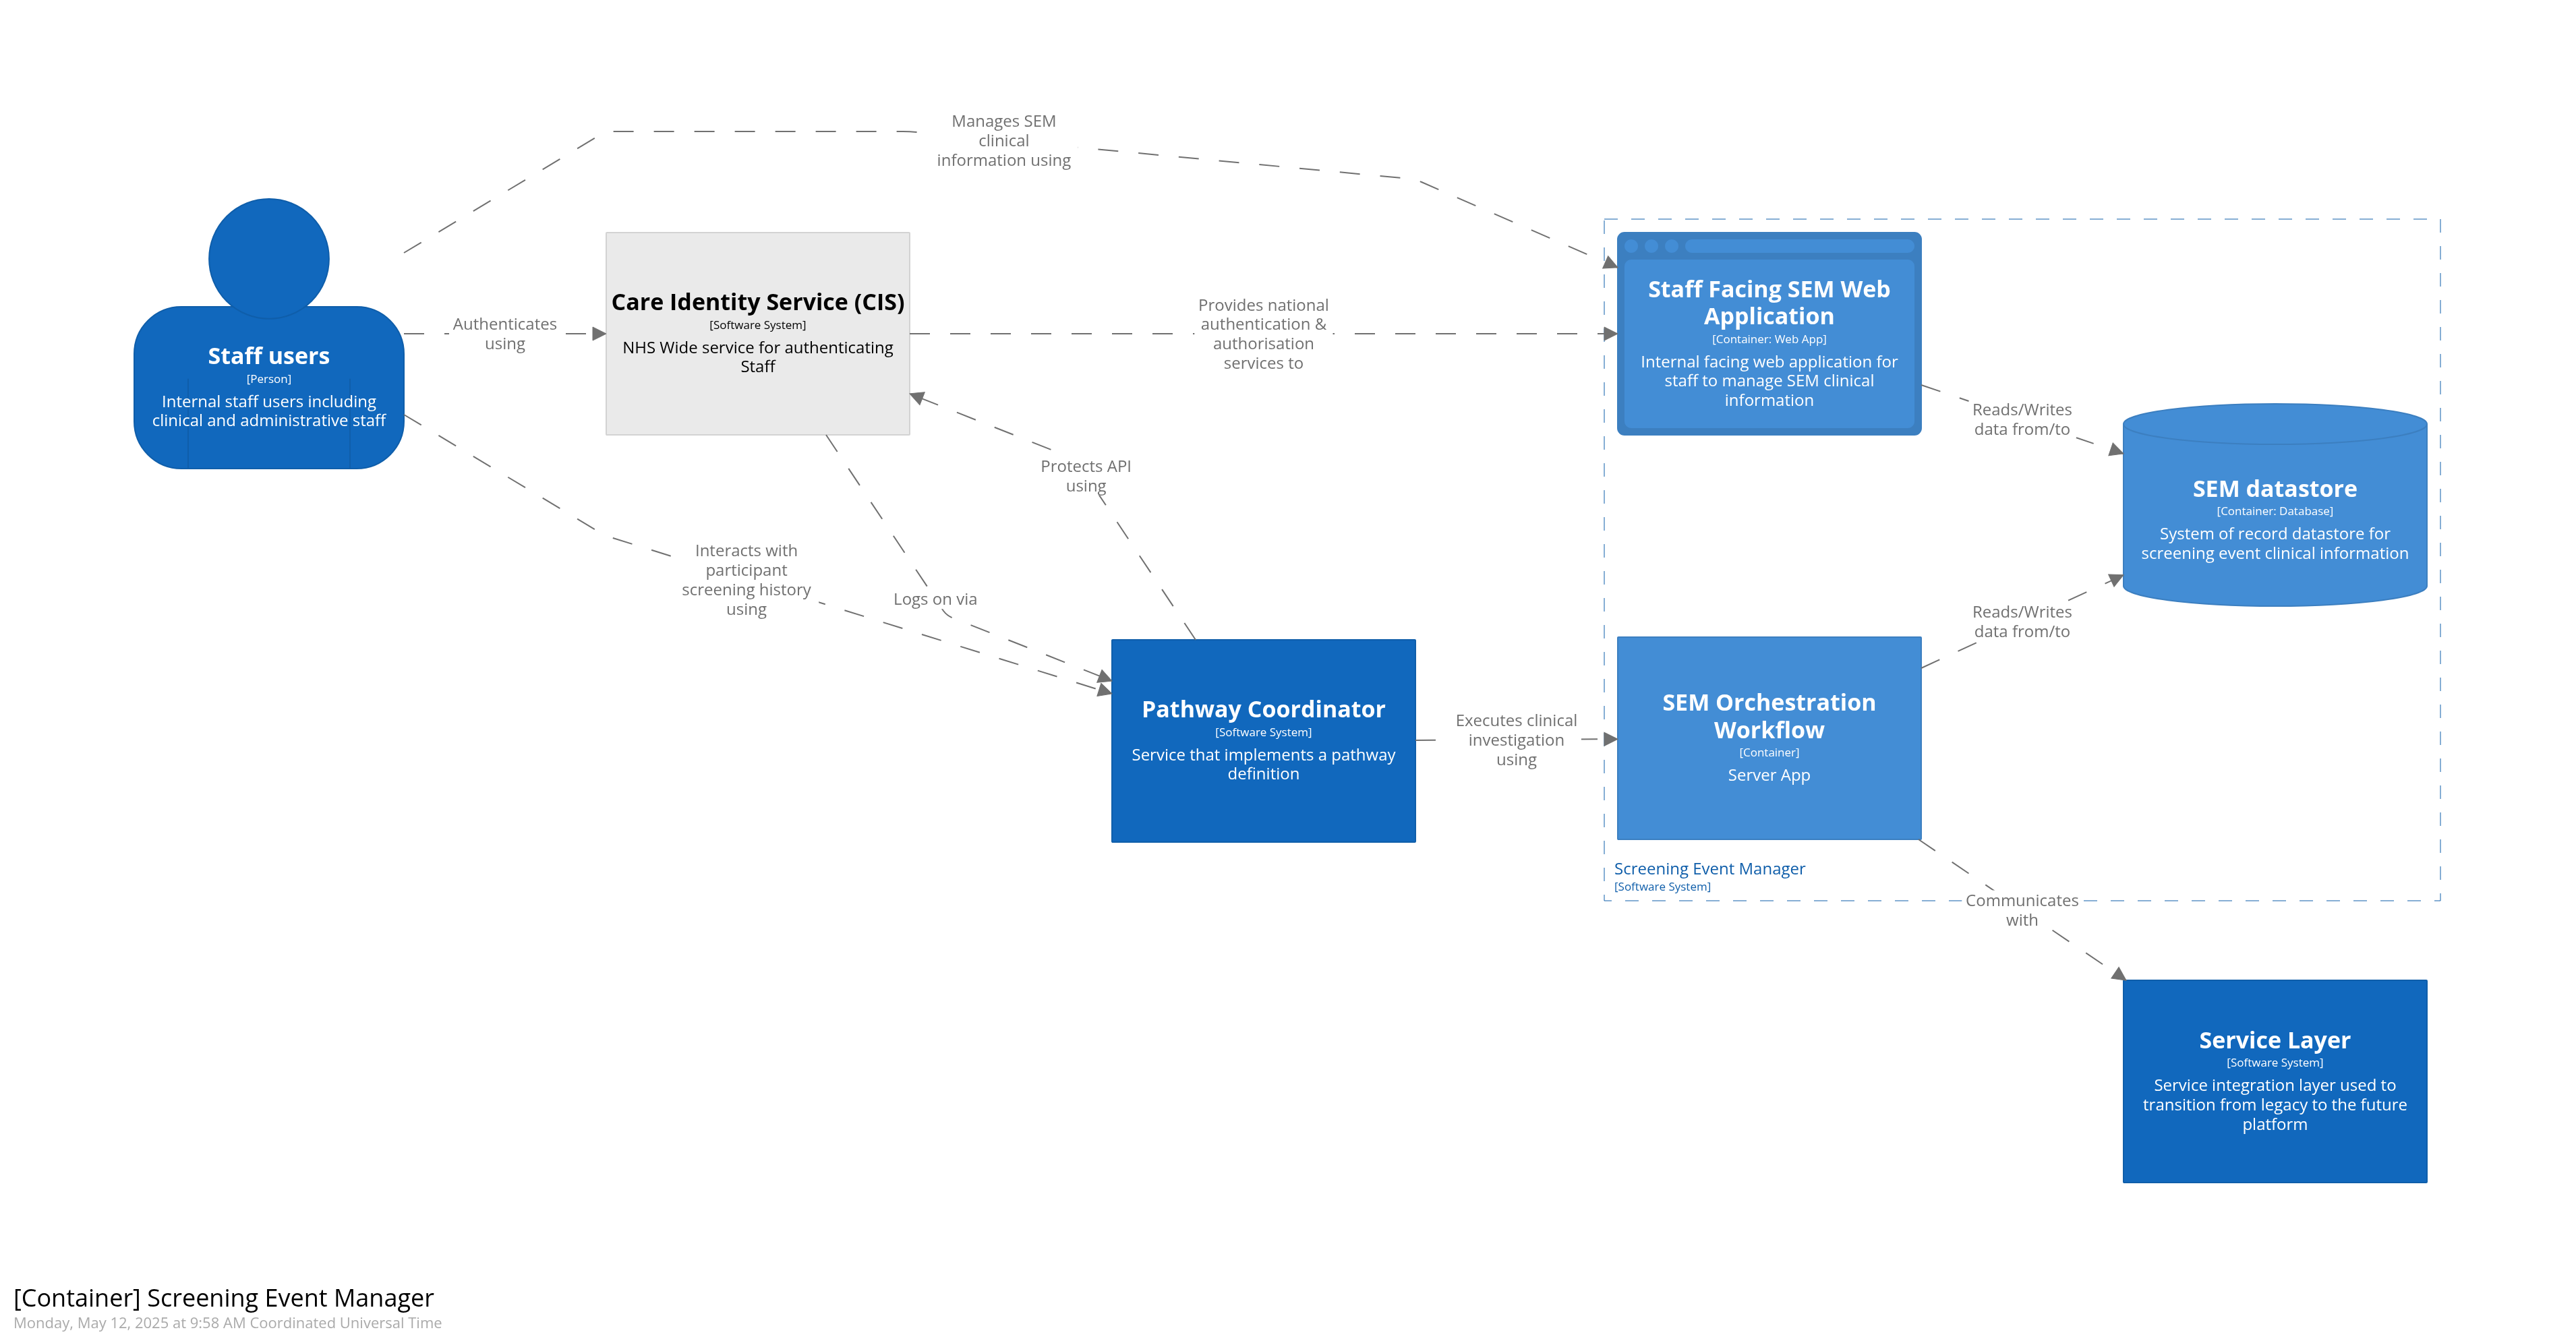 Manages SEM
clinical
information using
Staff users
[Person]
Internal staff users including
clinical and administrative staff
Authenticates
using
Care Identity Service (CIS)
[Software System]
NHS Wide service for authenticating
Staff
Provides national
authentication &
authorisation
services to
Staff Facing SEM Web
Application
[Container: Web App]
Internal facing web application for
staff to manage SEM clinical
information
Reads/Writes
data from/to
SEM datastore
[Container: Database]
System of record datastore for
screening event clinical information
Protects API
using
Interacts with
participant
screening history
using
Logs on via
Reads/Writes
data from/to
Pathway Coordinator
[Software System]
Service that implements a pathway
definition
Executes clinical
investigation
using
SEM Orchestration
Workflow
[Container]
Server App
Screening Event Manager
[Software System]
Communicates
with
Service Layer
[Software System]
Service integration layer used to
transition from legacy to the future
platform
[Container] Screening Event Manager
Monday, May 12, 2025 at 9:58 AM Coordinated Universal Time